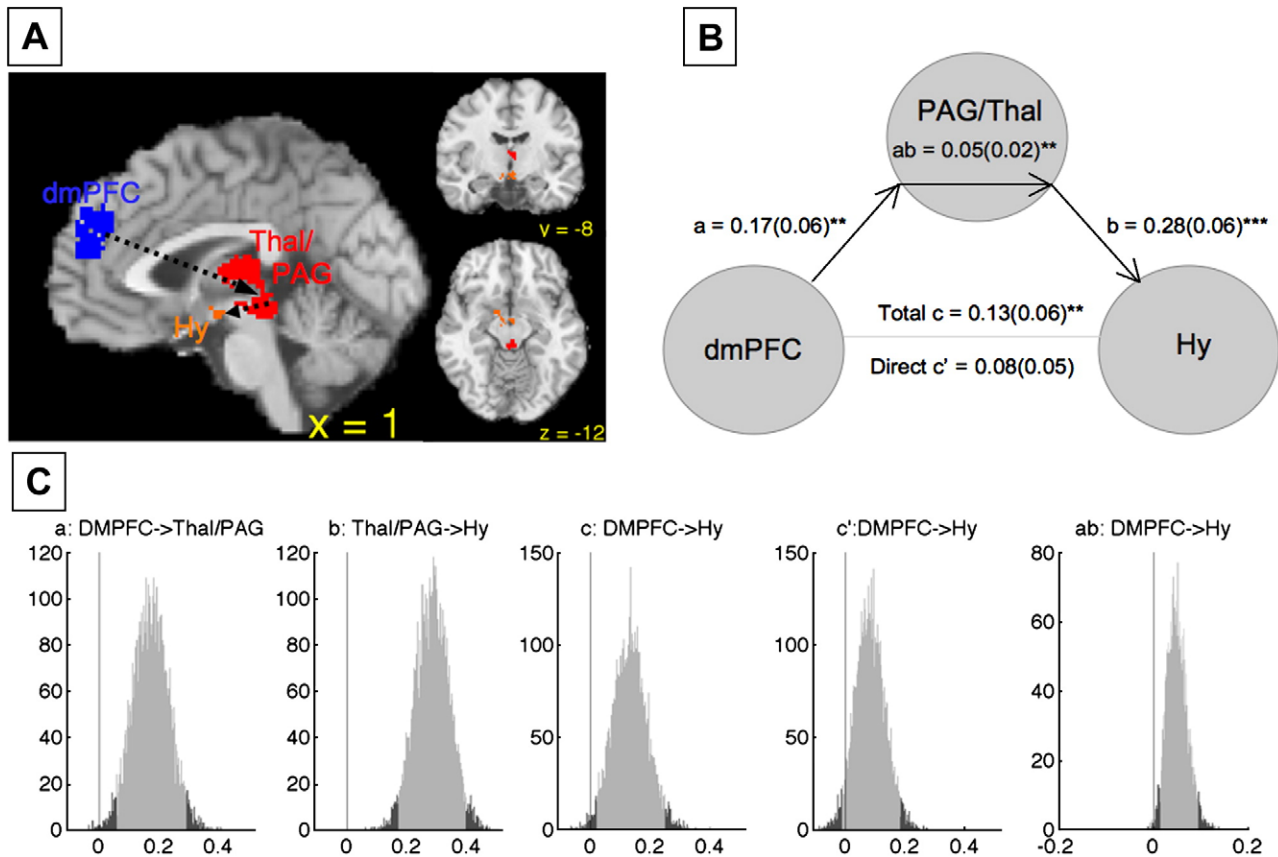 A
dmPFC
Thal/
PAG
Hy
x = 1
v = -8
z = -12
B
PAG/Thal
ab = 0.05(0.02)**
a = 0.17(0.06)**
b = 0.28(0.06)***
Total c = 0.13(0.06)**
dmPFC
Hy
Direct c' = 0.08(0.05)
C
a: DMPFC->Thal/PAG
120
100
80
60
40
20
0
0 0.2 0.4
b: Thal/PAG->Hy
120
100
80
60
40
20
0
0 0.2 0.4
c: DMPFC->Hy
150
100
50
0
0 0.2 0.4
c':DMPFC->Hy
150
100
50
0
0 0.2 0.4
ab: DMPFC->Hy
80
60
40
20
0
-0.2 0 0.2